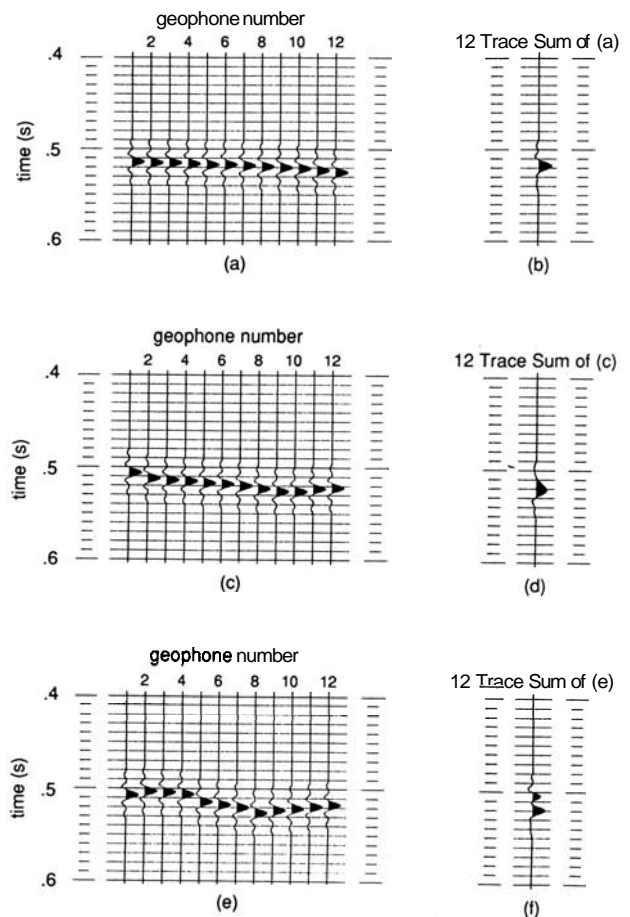 geophone number
12 Trace Sum of (a)
2 4 6 8 10 12
.4
.5
.6
time (s)
(a)
(b)
geophone number
12 Trace Sum of (c)
2 4 6 8 10 12
.4
.5
.6
time (s)
(c)
(d)
geophone number
12 Trace Sum of (e)
2 4 6 8 10 12
.4
.5
.6
time (s)
(e)
(f)